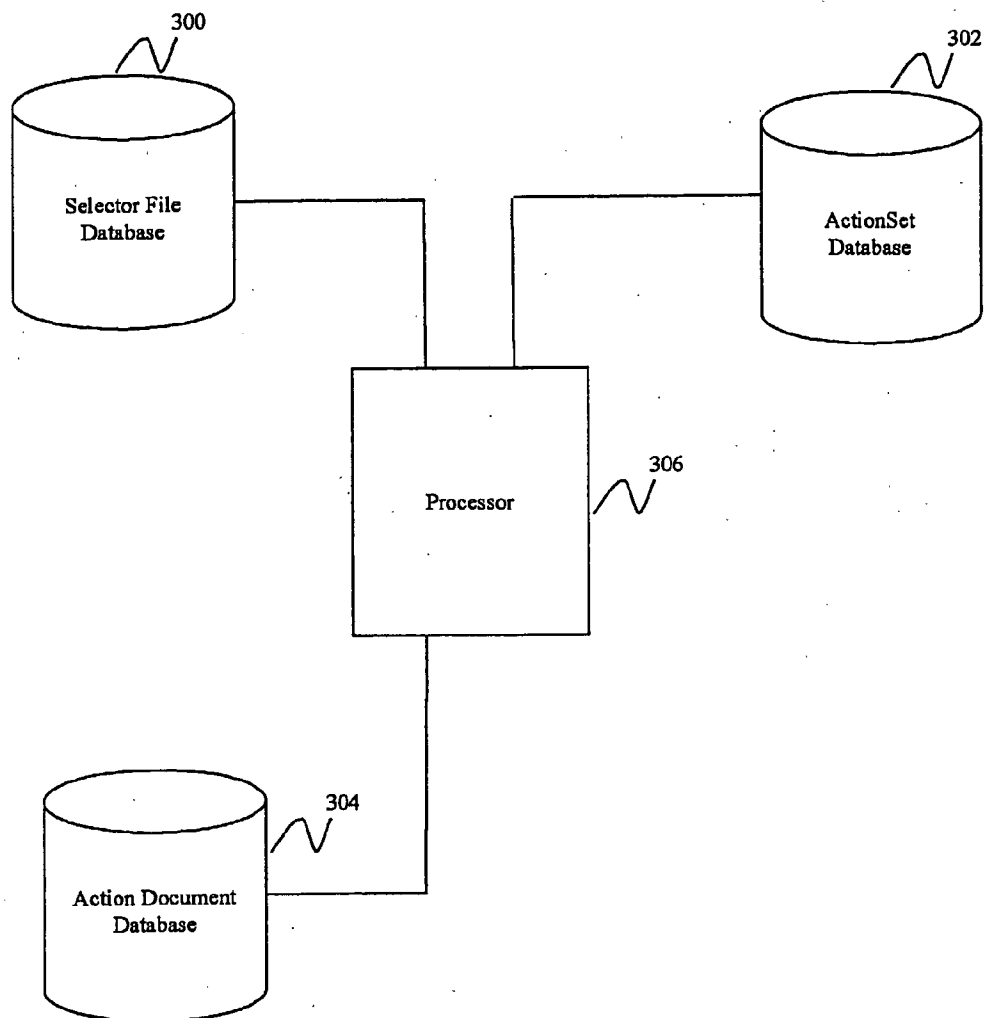 300
302
Selector File
Database
ActionSet
Database
306
Processor
304
Action Document
Database